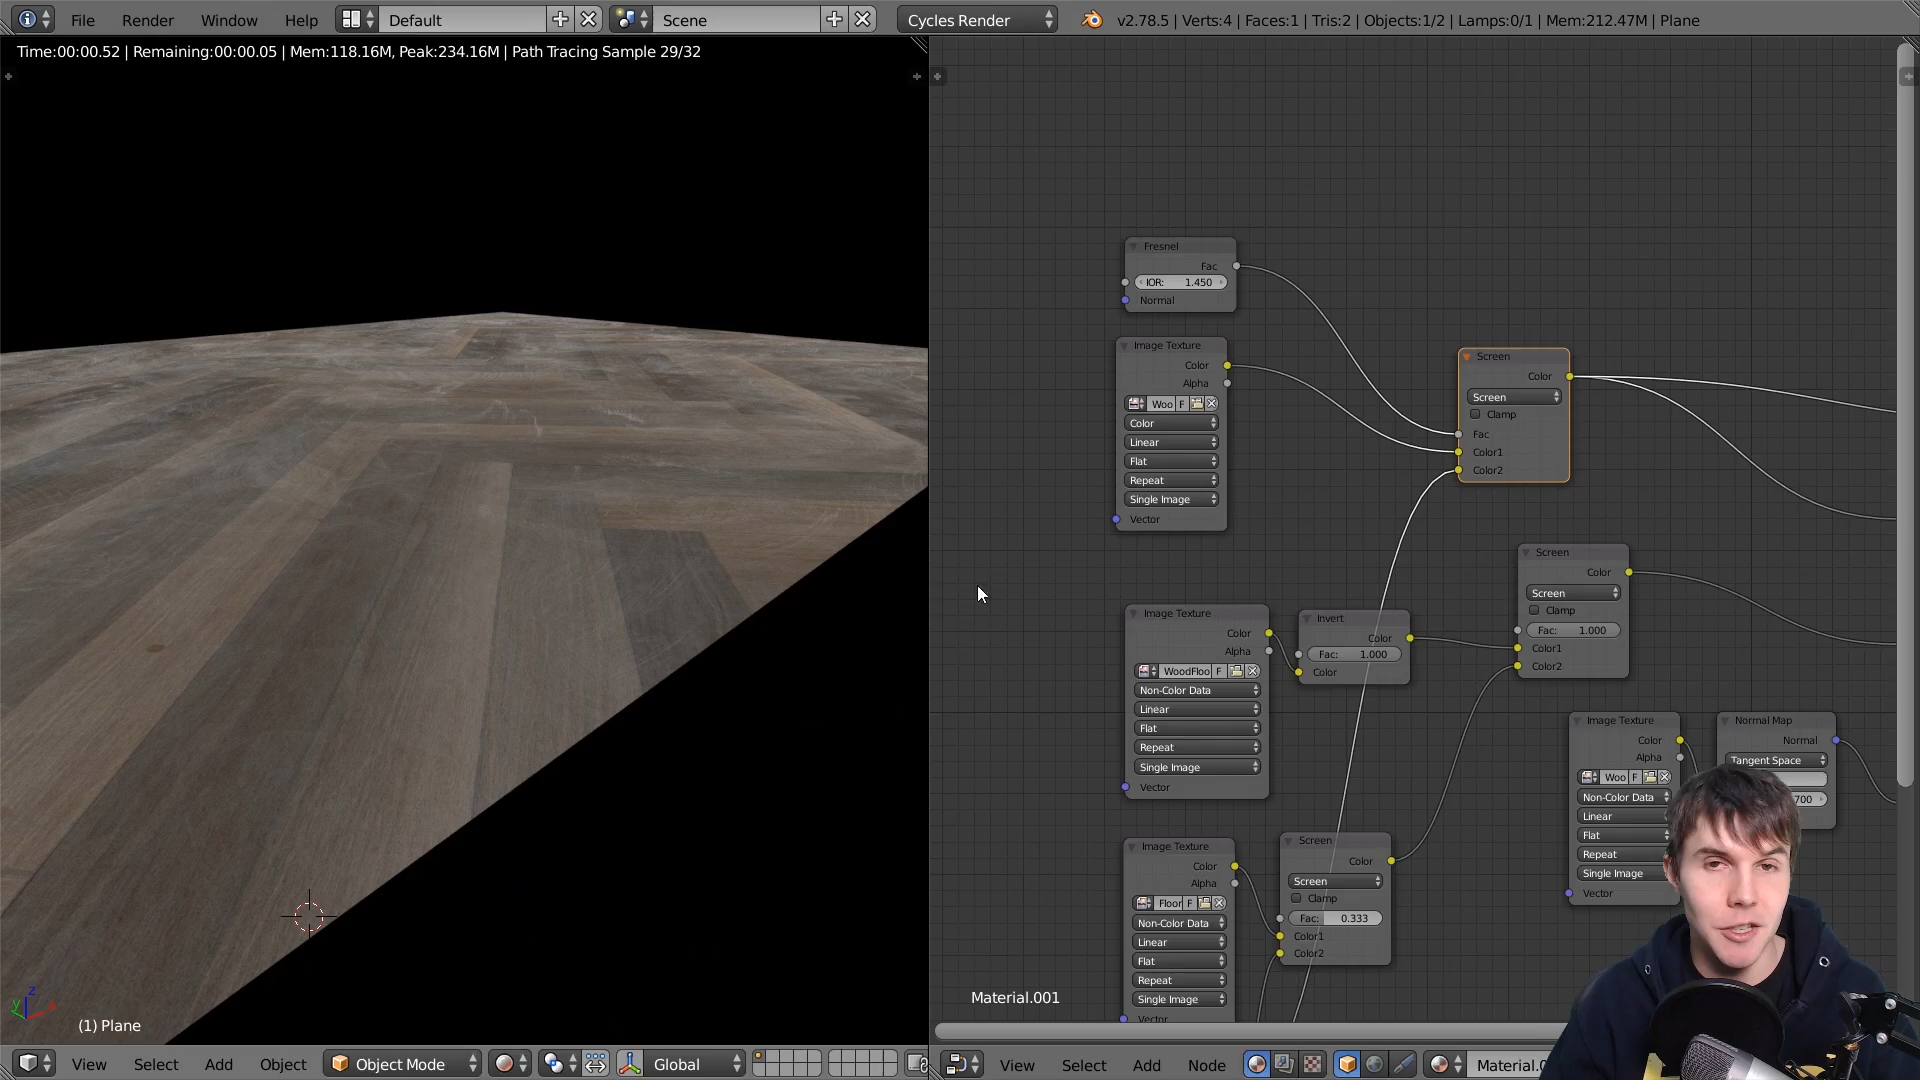 File Render Window Help Default Scene Cycles Render v2.78.5 | Verts:4 | Faces:1 | Tris:2 | Objects:1/2 | Lamps:0/1 | Mem:212.47M | Plane
Time:00:00.52 | Remaining:00:00.05 | Mem:118.16M, Peak:234.16M | Path Tracing Sample 29/32
Fresnel
Fac
IOR: 1.450
Normal
Image Texture
Color
Alpha
Woo F
Color
Linear
Flat
Repeat
Single Image
Vector
Screen
Color
Screen
Clamp
Fac
Color1
Color2
Screen
Color
Screen
Clamp
Fac: 1.000
Color1
Color2
Image Texture
Color
Alpha
WoodFloo F
Non-Color Data
Linear
Flat
Repeat
Single Image
Vector
Invert
Color
Fac: 1.000
Color
Image Texture
Color
Alpha
Woo F
Non-Color Data
Linear
Flat
Repeat
Single Image
Vector
Normal Map
Normal
Tangent Space
700
Image Texture
Color
Alpha
Floor F
Non-Color Data
Linear
Flat
Repeat
Single Image
Vector
Screen
Color
Screen
Clamp
Fac: 0.333
Color1
Color2
Material.001
z
y
(1) Plane
View Select Add Object Object Mode Global
View Select Add Node Material.0